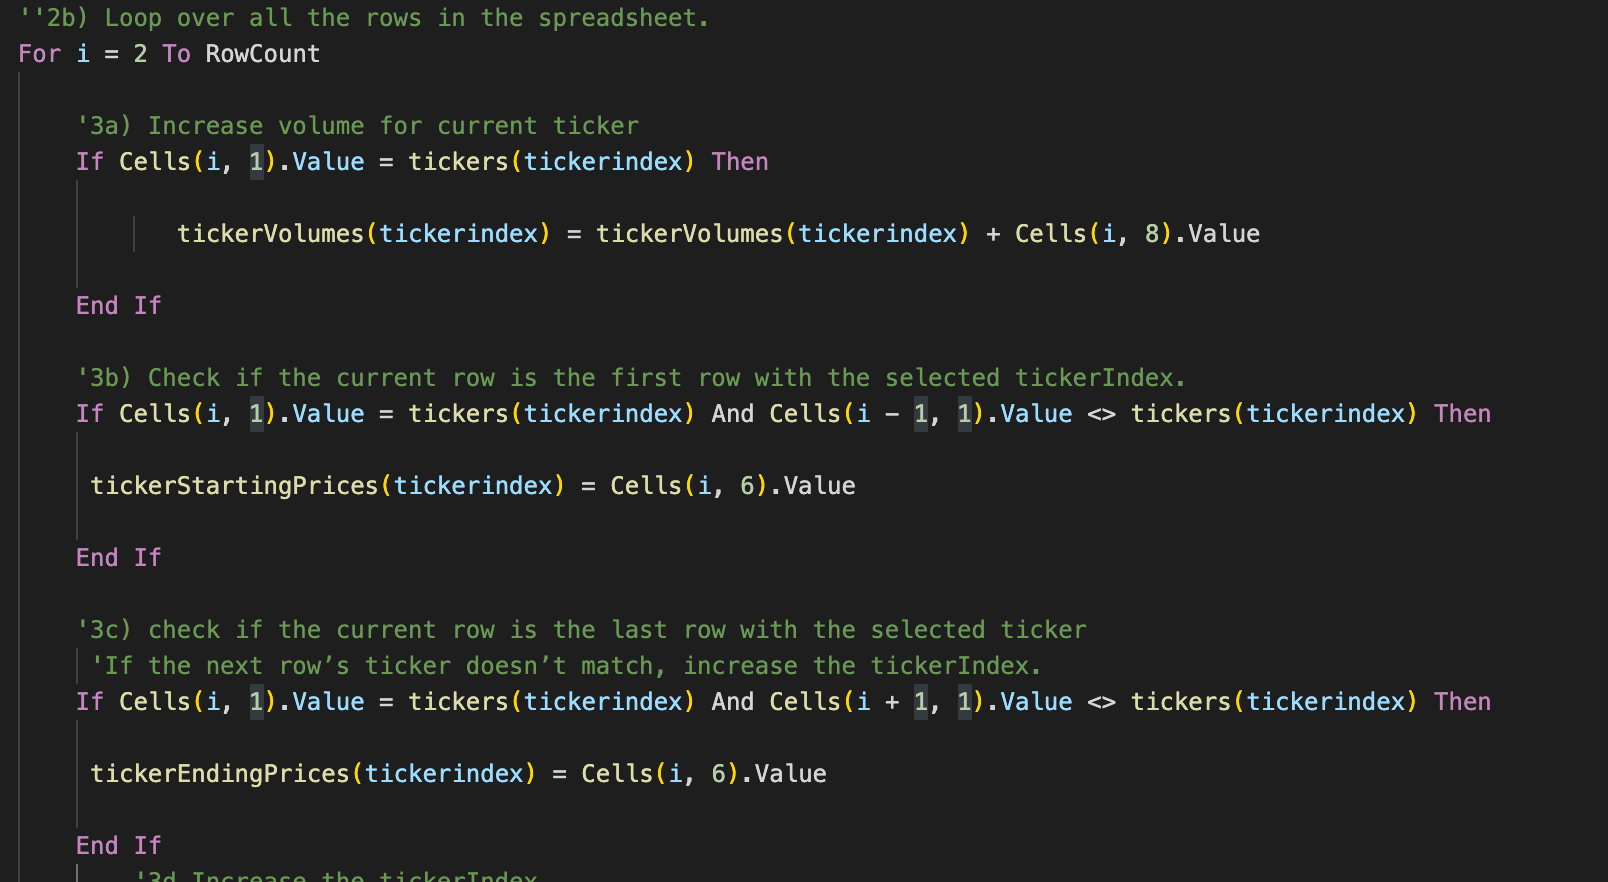 ''2b) Loop over all the rows in the spreadsheet.
For i = 2 To RowCount
'3a) Increase volume for current ticker
If Cells(i, 1).Value = tickers(tickerindex) Then
tickerVolumes(tickerindex) = tickerVolumes(tickerindex) + Cells(i, 8).Value
End If
'3b) Check if the current row is the first row with the selected tickerIndex.
If Cells(i, 1).Value = tickers(tickerindex) And Cells(i - 1, 1).Value <> tickers(tickerindex) Then
tickerStartingPrices(tickerindex) = Cells(i, 6).Value
End If
'3c) check if the current row is the last row with the selected ticker
'If the next row’s ticker doesn’t match, increase the tickerIndex.
If Cells(i, 1).Value = tickers(tickerindex) And Cells(i + 1, 1).Value <> tickers(tickerindex) Then
tickerEndingPrices(tickerindex) = Cells(i, 6).Value
End If
'3d Increase the tickerIndex